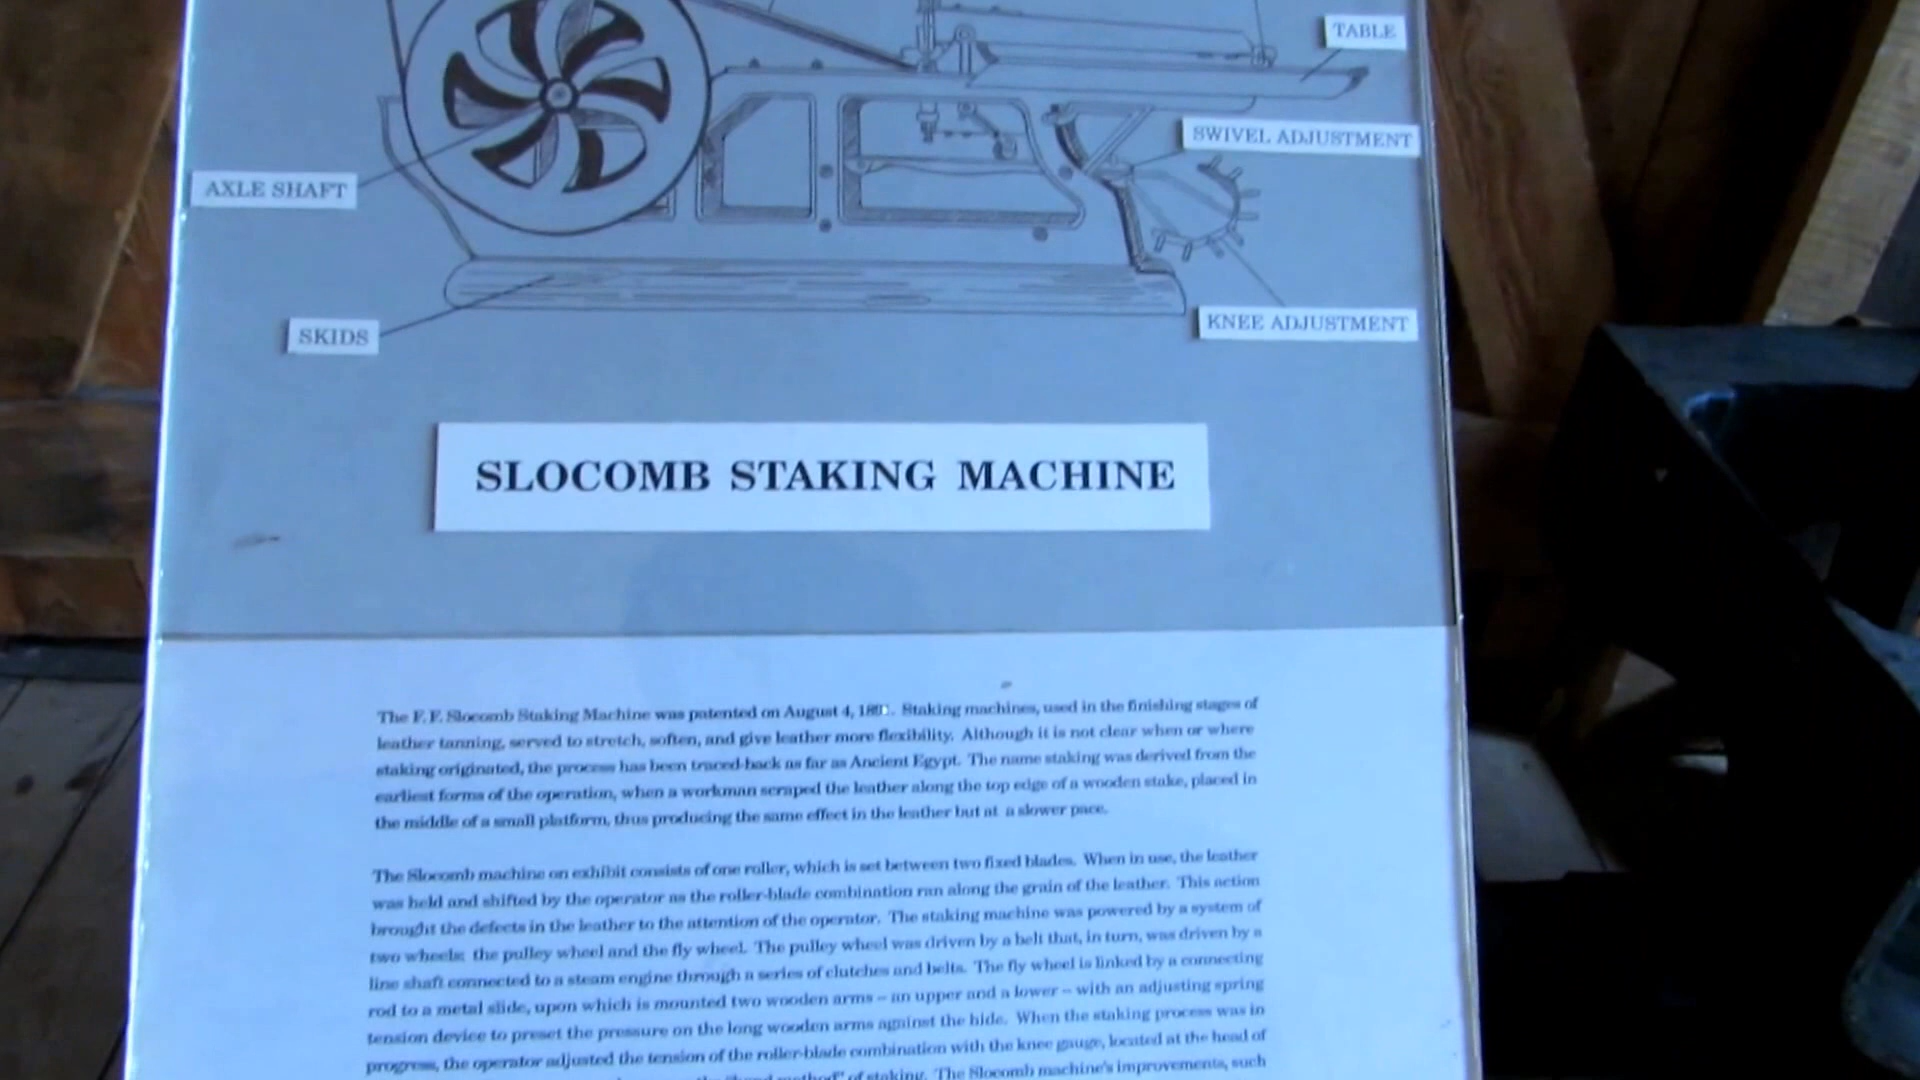 TABLE
SWIVEL ADJUSTMENT
AXLE SHAFT
KNEE ADJUSTMENT
SKIDS
SLOCOMB STAKING MACHINE
The F. F. Slocomb Staking Machine was patented on August 4, Staking machines, used in the finishing stages of
leather tanning, served to stretch, soften, and give leather more flexibility. Although it is not clear when or where
staking originated, the process has been traced back as far as Ancient Egypt. The name staking was derived from the
earliest forms of the operation, when a workman scraped the leather along the top edge of a wooden stake, placed in
the middle of a small platform, thus producing the same effect in the leather but at a slower pace.
The Slocomb machine on exhibit consists of one roller, which is set between two fixed blades. When in use, the leather
was held and shifted by the operator as the roller-blade combination ran along the grain of the leather. This action
brought the defects in the leather to the attention of the operator. The staking machine was powered by a system of
two wheels: the pulley wheel and the fly wheel. The pulley wheel was driven by a belt that, in turn, was driven by a
line shaft connected to a steam engine through a series of clutches and belts. The fly wheel is linked by a connecting
rod to a metal slide, upon which is mounted two wooden arms – an upper and a lower – with an adjusting spring
tension device to preset the pressure on the long wooden arms against the hide. When the staking process was in
progress, the operator adjusted the tension of the roller-blade combination with the knee gauge, located at the head of
method" of staking. The Slocomb machine's improvements, such